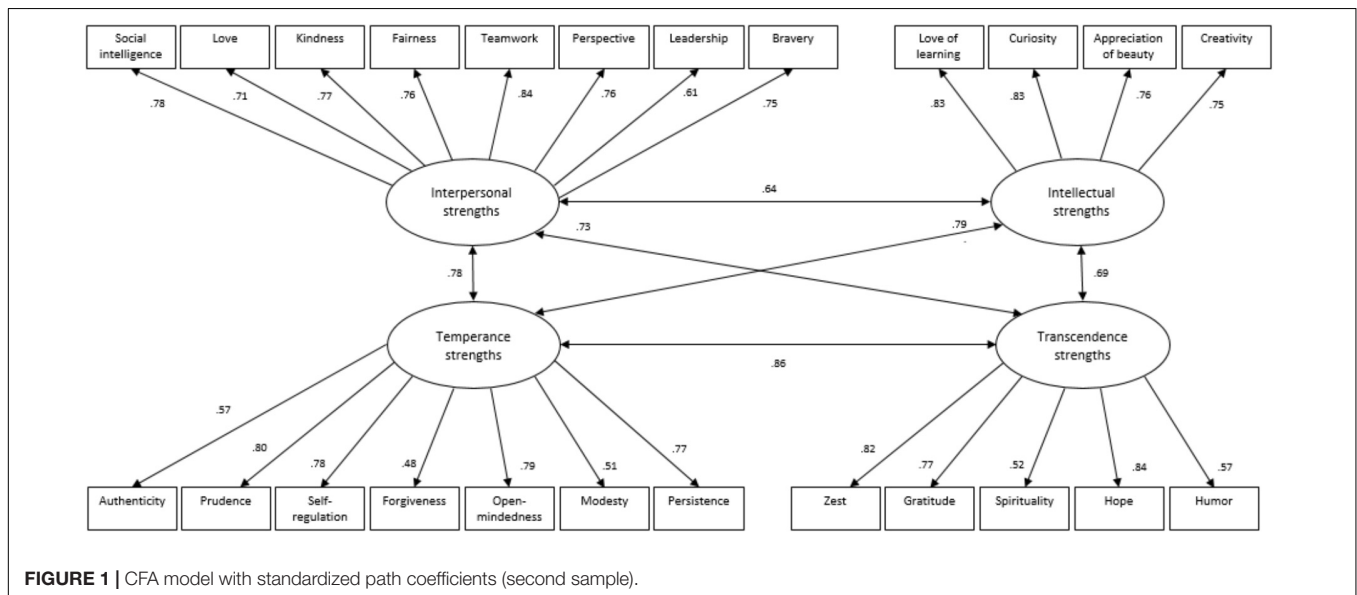 Social
intelligence
Love
Kindness
Fairness
Teamwork
Perspective
Leadership
Bravery
Love of
learning
Curiosity
Appreciation
of beauty
Creativity
.78
.71
.77
.76
.84
.76
.61
.75
.83
.83
.76
.75
Interpersonal
strengths
.64
Intellectual
strengths
.73
.79
.78
.69
Temperance
strengths
.86
Transcendence
strengths
.57
.80
.78
.48
.79
.51
.77
.82
.77
.52
.84
.57
Authenticity
Prudence
Self-
regulation
Forgiveness
Open-
mindedness
Modesty
Persistence
Zest
Gratitude
Spirituality
Hope
Humor
FIGURE 1 | CFA model with standardized path coefficients (second sample).